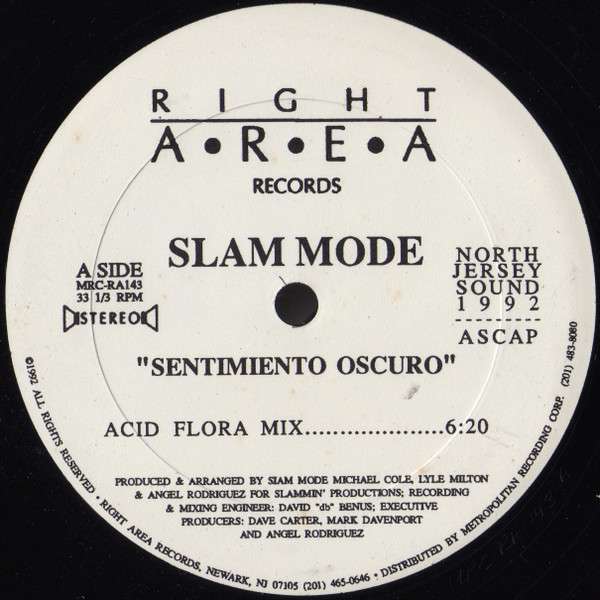 RIGHT
A•R•E•A
RECORDS
SLAM MODE
A SIDE
MRC-RA143
33 1/3 RPM
STEREO
NORTH
JERSEY
SOUND
1992
ASCAP
"SENTIMIENTO OSCURO"
ACID FLORA MIX....................6:20
PRODUCED & ARRANGED BY SIAM MODE MICHAEL COLE, LYLE MILTON
& ANGEL RODRIGUEZ FOR SLAMMIN' PRODUCTIONS; RECORDING
& MIXING ENGINEER: DAVID "db" BENUS; EXECUTIVE
PRODUCERS: DAVE CARTER, MARK DAVENPORT
AND ANGEL RODRIGUEZ
©1992 ALL RIGHTS RESERVED • RIGHT AREA RECORDS, NEWARK, NJ 07105 (201) 465-0646 • DISTRIBUTED BY METROPOLITAN RECORDING CORP. (201) 483-8080